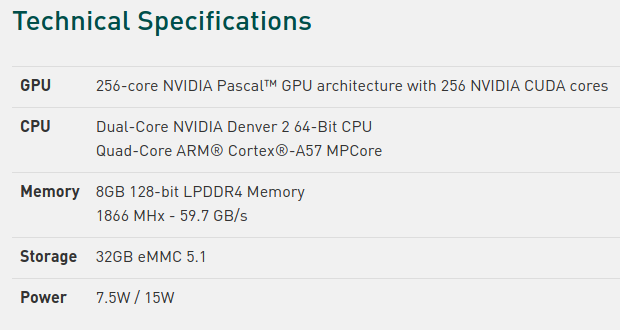 Technical Specifications
GPU 256-core NVIDIA Pascal™ GPU architecture with 256 NVIDIA CUDA cores
CPU Dual-Core NVIDIA Denver 2 64-Bit CPU
Quad-Core ARM® Cortex®-A57 MPCore
Memory 8GB 128-bit LPDDR4 Memory
1866 MHx - 59.7 GB/s
Storage 32GB eMMC 5.1
Power 7.5W / 15W